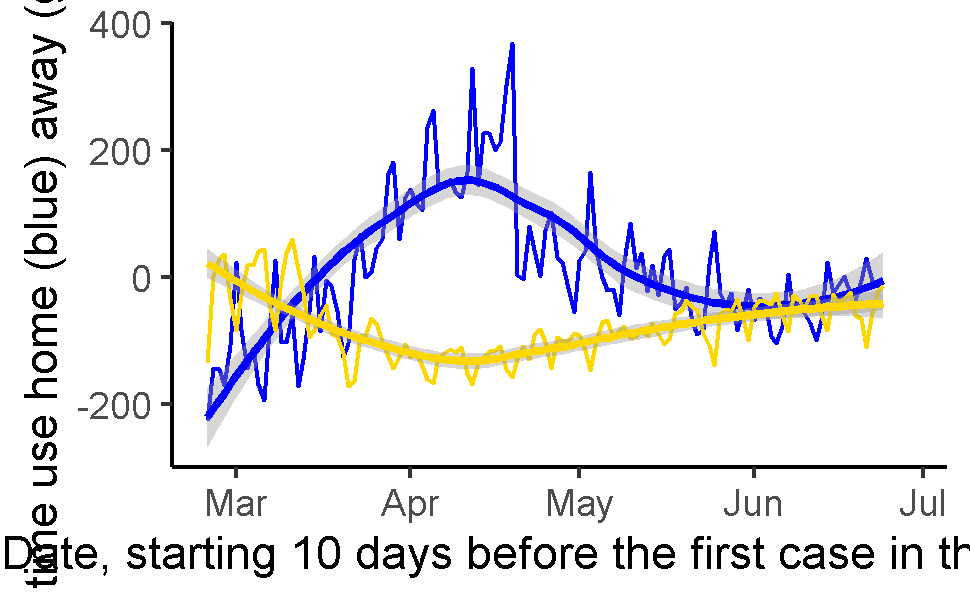 400
200
0
-200
time use home (blue) away (
Mar Apr May Jun Jul
Date, starting 10 days before the first case in